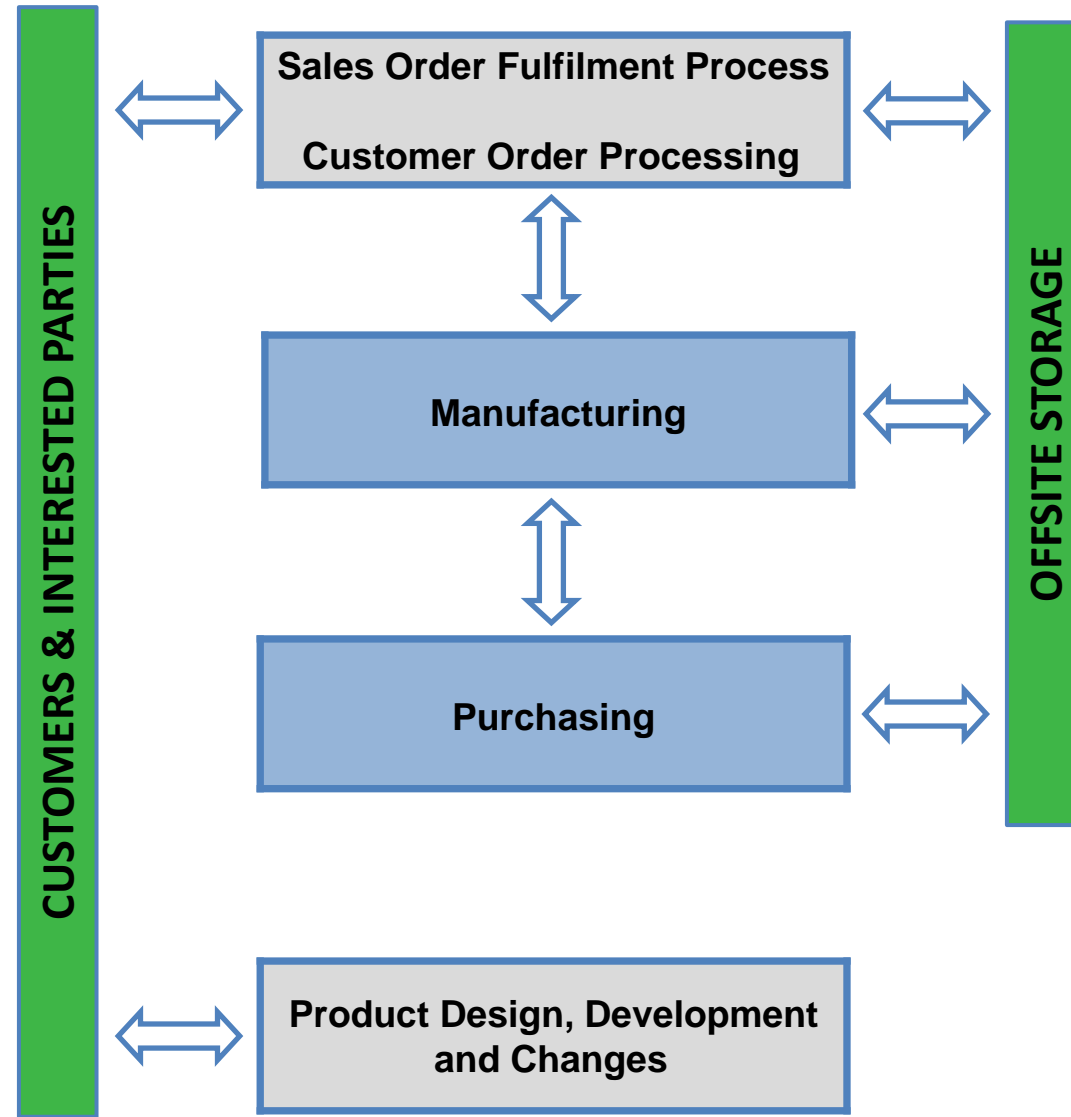 CUSTOMERS & INTERESTED PARTIES
Sales Order Fulfilment Process
Customer Order Processing
Manufacturing
Purchasing
Product Design, Development
and Changes
OFFSITE STORAGE